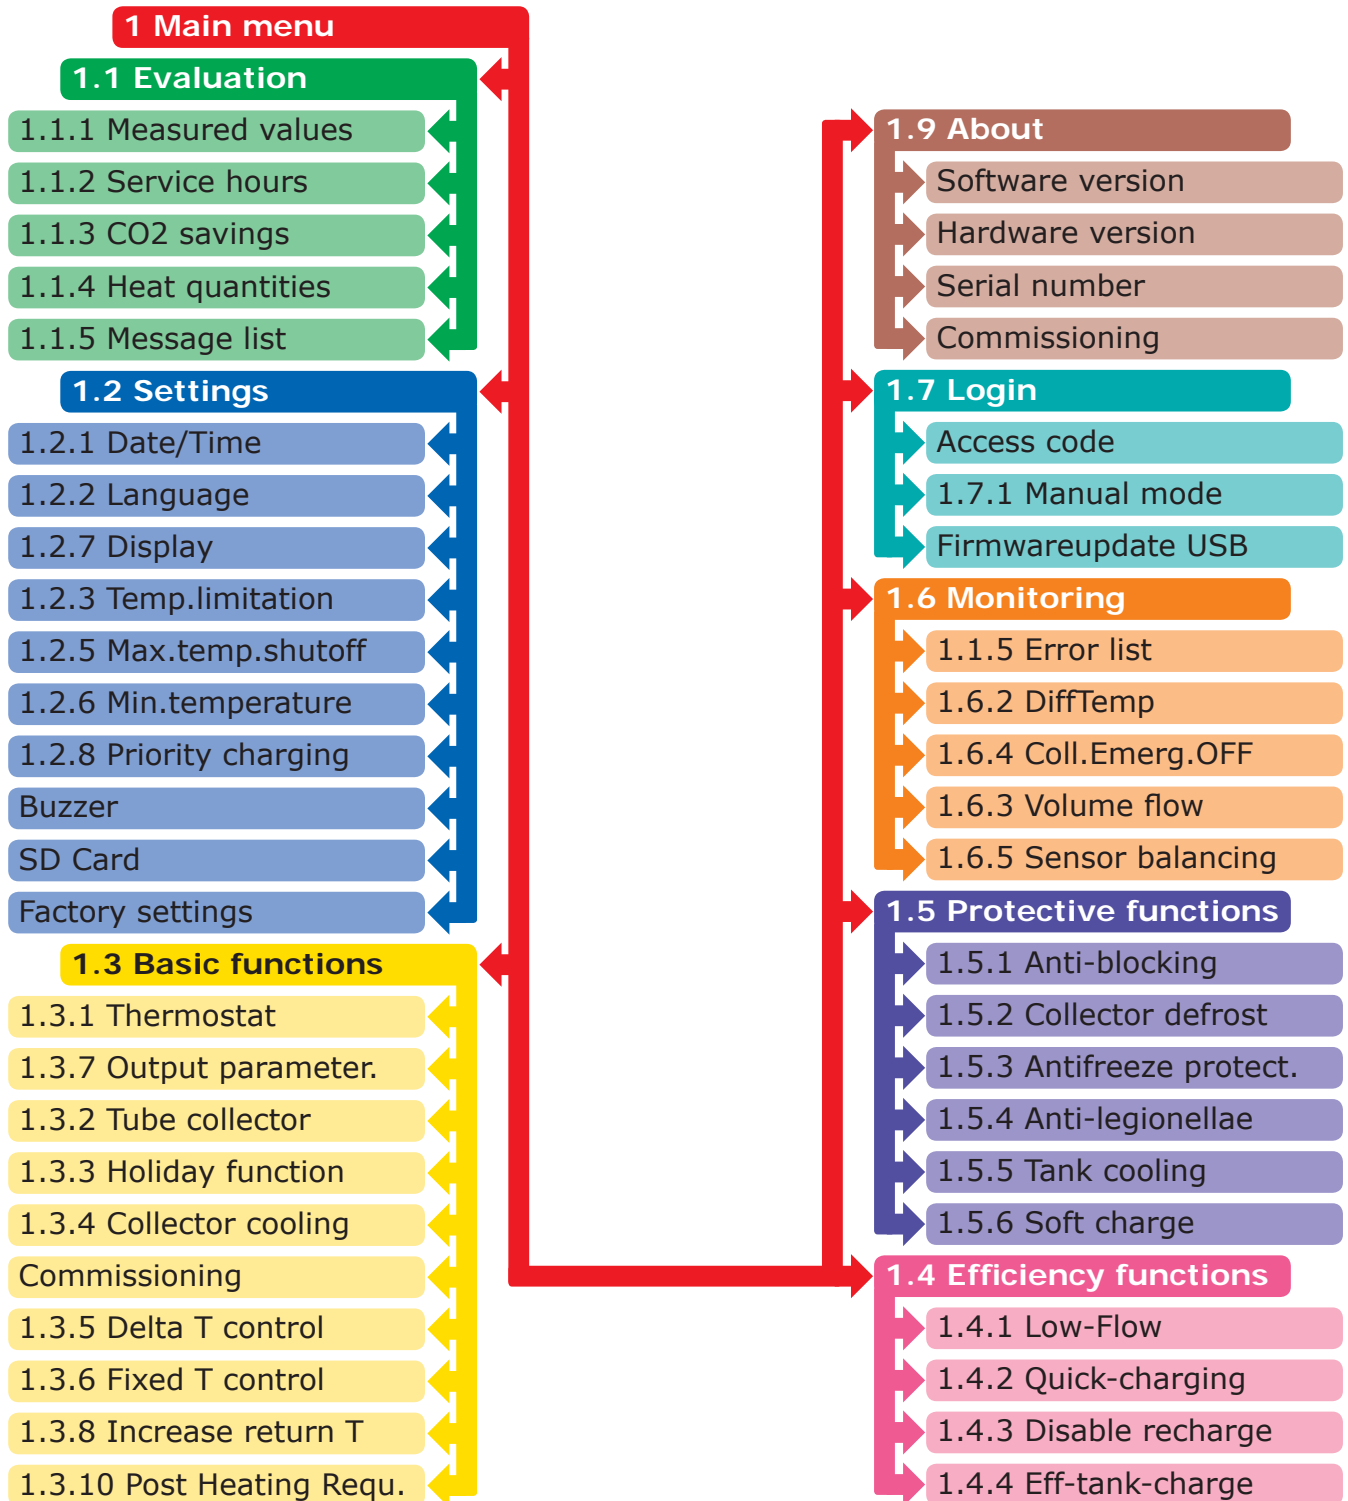 1 Main menu
1.1 Evaluation
1.1.1 Measured values
1.1.2 Service hours
1.1.3 CO2 savings
1.1.4 Heat quantities
1.1.5 Message list
1.2 Settings
1.2.1 Date/Time
1.2.2 Language
1.2.7 Display
1.2.3 Temp.limitation
1.2.5 Max.temp.shutoff
1.2.6 Min.temperature
1.2.8 Priority charging
Buzzer
SD Card
Factory settings
1.3 Basic functions
1.3.1 Thermostat
1.3.7 Output parameter.
1.3.2 Tube collector
1.3.3 Holiday function
1.3.4 Collector cooling
Commissioning
1.3.5 Delta T control
1.3.6 Fixed T control
1.3.8 Increase return T
1.3.10 Post Heating Requ.
1.9 About
Software version
Hardware version
Serial number
Commissioning
1.7 Login
Access code
1.7.1 Manual mode
Firmwareupdate USB
1.6 Monitoring
1.1.5 Error list
1.6.2 DiffTemp
1.6.4 Coll.Emerg.OFF
1.6.3 Volume flow
1.6.5 Sensor balancing
1.5 Protective functions
1.5.1 Anti-blocking
1.5.2 Collector defrost
1.5.3 Antifreeze protect.
1.5.4 Anti-legionellae
1.5.5 Tank cooling
1.5.6 Soft charge
1.4 Efficiency functions
1.4.1 Low-Flow
1.4.2 Quick-charging
1.4.3 Disable recharge
1.4.4 Eff-tank-charge